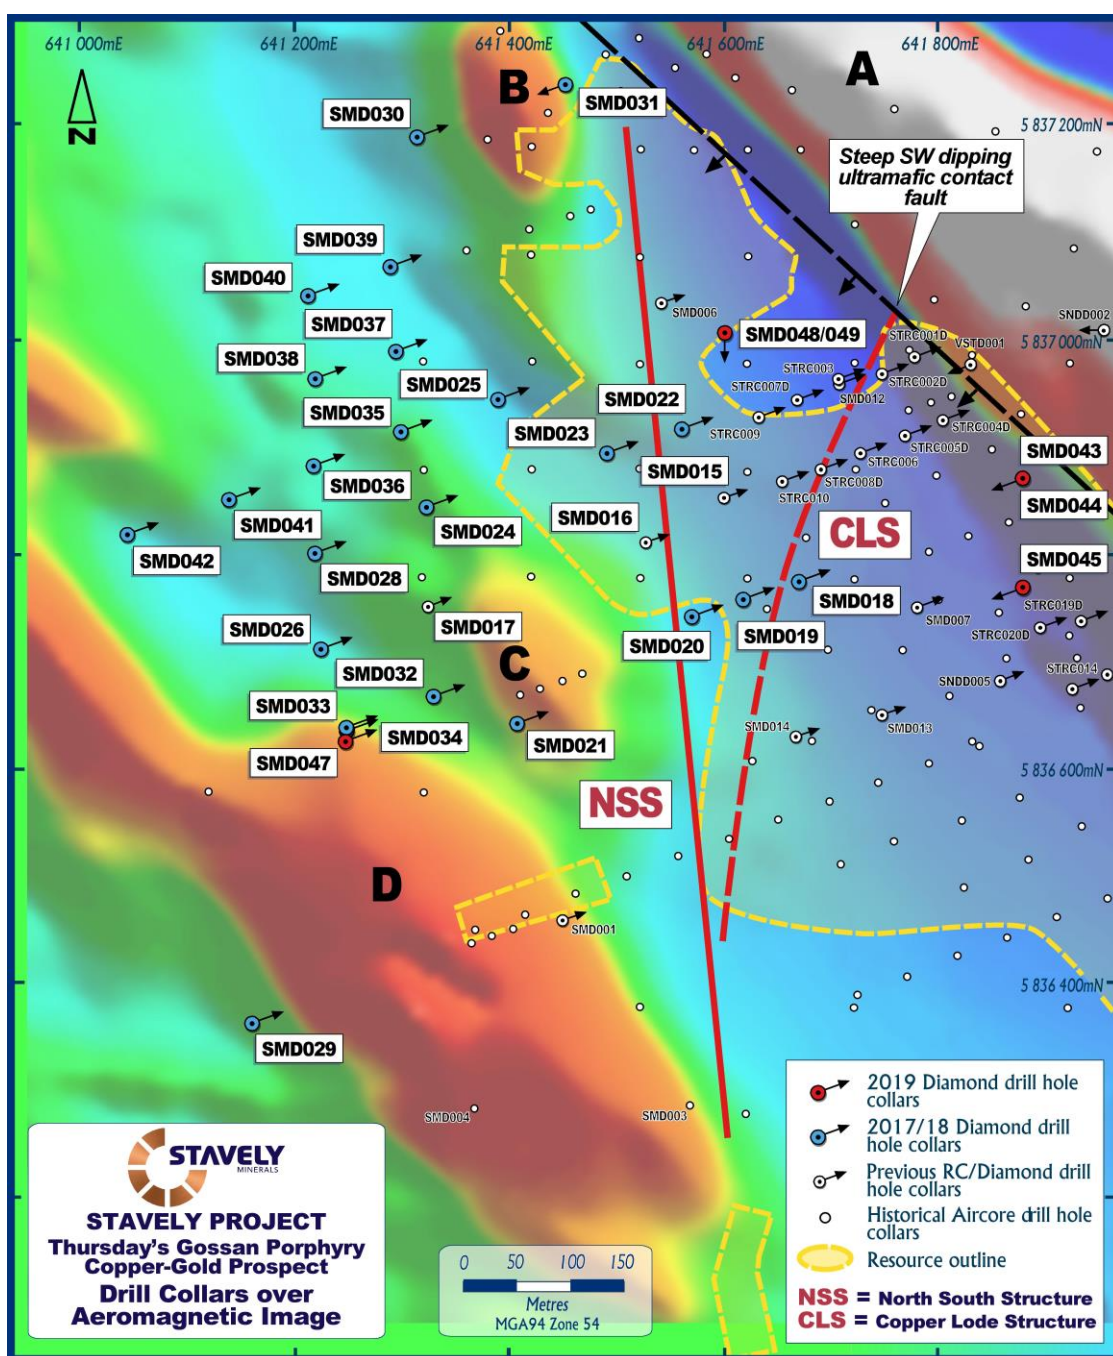 641 000mE
641 200mE
641 400mE
641 600mE
641 800mE
A
B
SMD031
SMD030
5 837 200mN
N
Steep SW dipping
ultramafic contact
fault
SMD039
SMD040
SMD006
SNDD002
SMD037
SMD048/049
STRC001D
VSTD001
5 837 000mN
SMD038
SMD025
SMD022
STRC003
STRC007D
SMD012
STRC002D
SMD035
SMD023
STRC009
STRC004D
STRC005D
SMD015
STRC006
SMD043
SMD036
STRC008D
STRC010
SMD044
SMD041
SMD024
SMD016
CLS
SMD042
SMD028
SMD045
SMD018
STRC019D
SMD017
SMD007
SMD026
SMD020
SMD019
STRC020D
C
SMD032
SNDD005
STRC014
SMD033
SMD034
SMD021
SMD014
SMD013
SMD047
5 836 600mN
NSS
D
SMD001
5 836 400mN
SMD029
SMD004
SMD003
2019 Diamond drill hole
collars
2017/18 Diamond drill
hole collars
Previous RC/Diamond drill
hole collars
Historical Aircore drill hole
collars
Resource outline
NSS = North South Structure
CLS = Copper Lode Structure
STAVELY
MINERALS
STAVELY PROJECT
Thursday's Gossan Porphyry
Copper-Gold Prospect
Drill Collars over
Aeromagnetic Image
0 50 100 150
Metres
MGA94 Zone 54